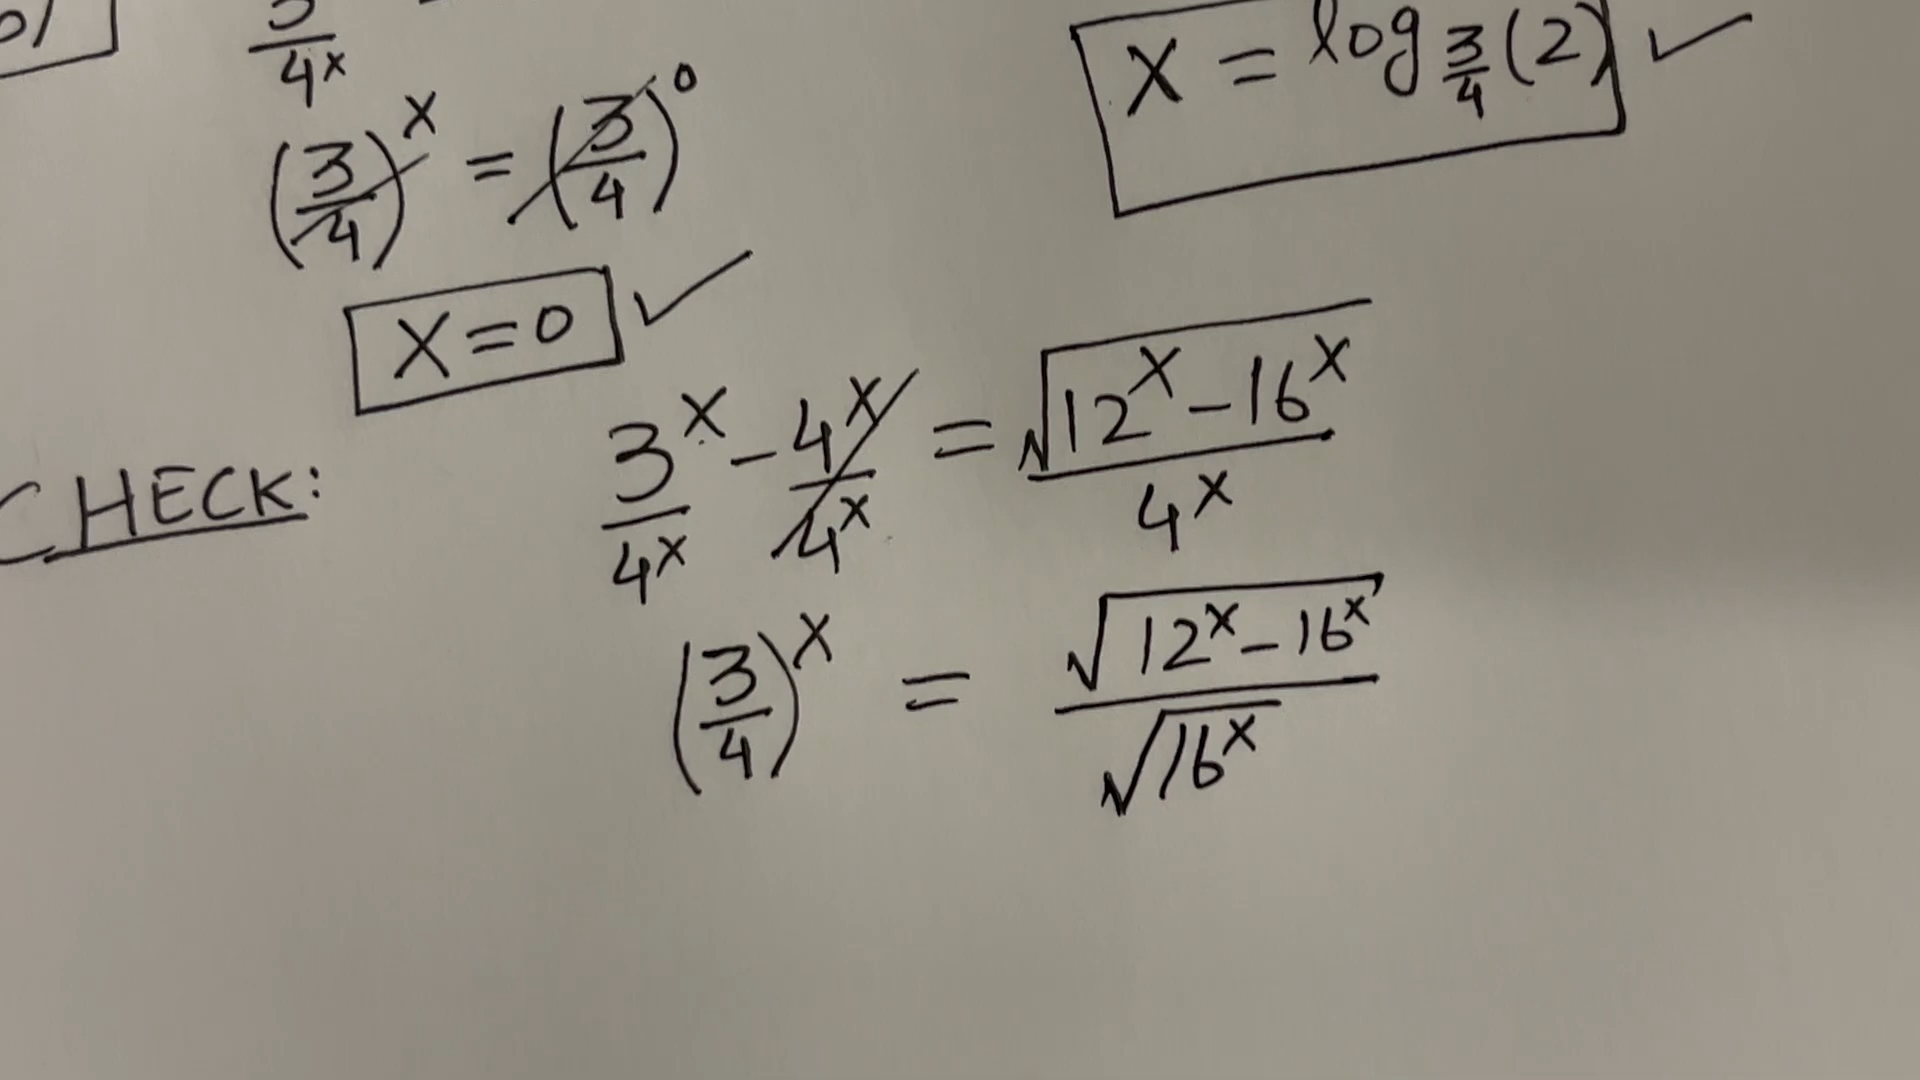 3/4^x
x = log_{3/4}(2) ✓
(3/4)^x = (3/4)^0
x = 0 ✓
CHECK:
3^x/4^x - 4^x/4^x = √(12^x - 16^x)/4^x
(3/4)^x = √(12^x - 16^x)/√(16^x)